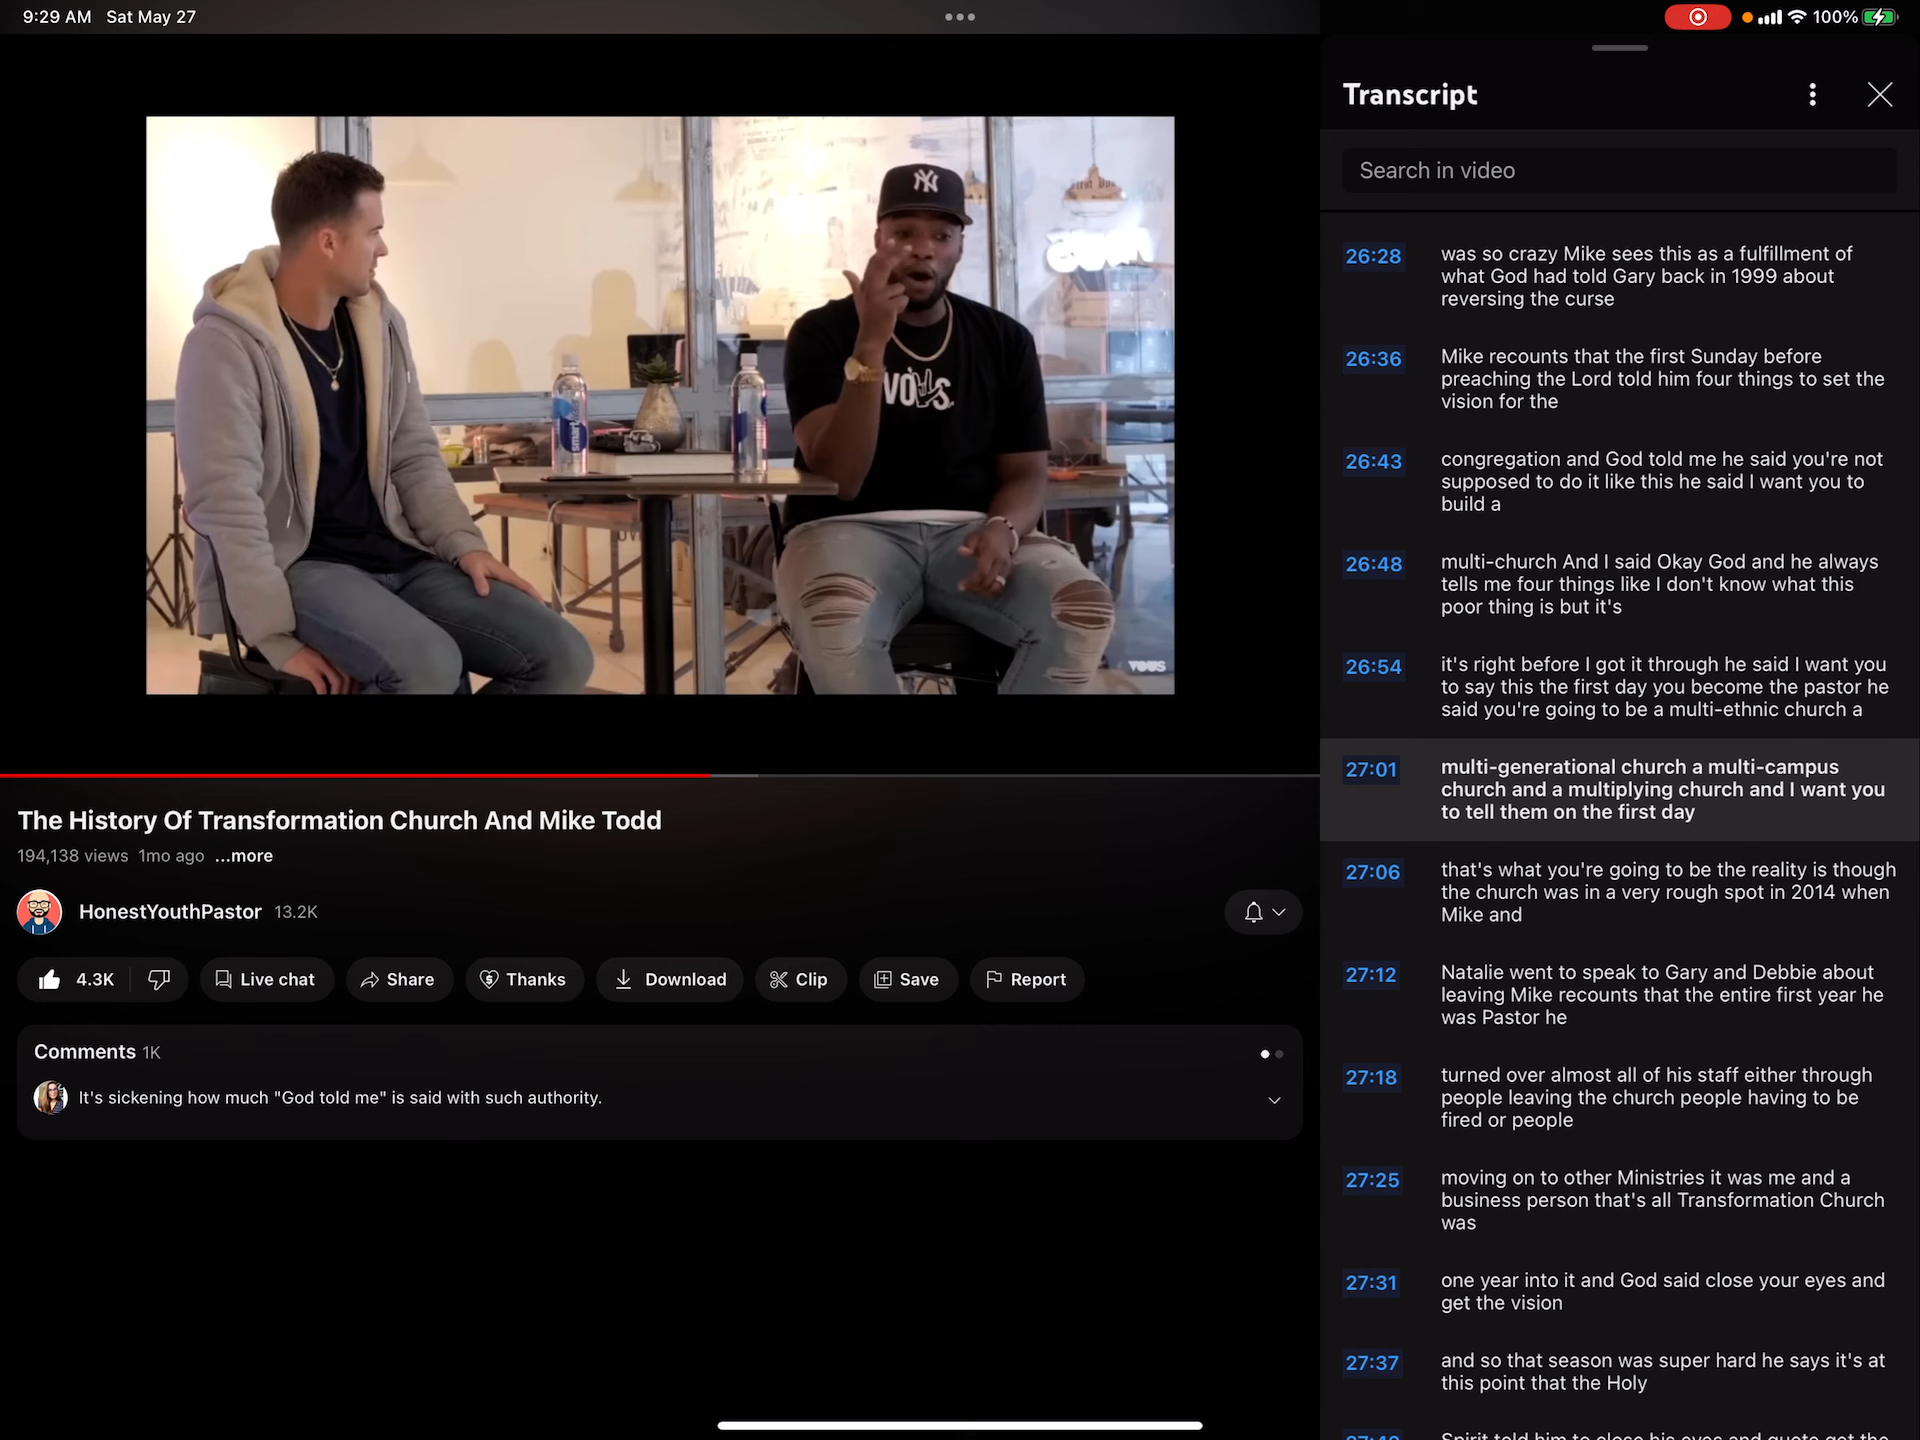 9:29 AM Sat May 27
100%
NY
VOUS
smart
VOUS
The History Of Transformation Church And Mike Todd
194,138 views 1mo ago ...more
HonestYouthPastor 13.2K
4.3K Live chat Share Thanks Download Clip Save Report
Comments 1K
It's sickening how much "God told me" is said with such authority.
Transcript
Search in video
26:28 was so crazy Mike sees this as a fulfillment of
what God had told Gary back in 1999 about
reversing the curse
26:36 Mike recounts that the first Sunday before
preaching the Lord told him four things to set the
vision for the
26:43 congregation and God told me he said you're not
supposed to do it like this he said I want you to
build a
26:48 multi-church And I said Okay God and he always
tells me four things like I don't know what this
poor thing is but it's
26:54 it's right before I got it through he said I want you
to say this the first day you become the pastor he
said you're going to be a multi-ethnic church a
27:01 multi-generational church a multi-campus
church and a multiplying church and I want you
to tell them on the first day
27:06 that's what you're going to be the reality is though
the church was in a very rough spot in 2014 when
Mike and
27:12 Natalie went to speak to Gary and Debbie about
leaving Mike recounts that the entire first year he
was Pastor he
27:18 turned over almost all of his staff either through
people leaving the church people having to be
fired or people
27:25 moving on to other Ministries it was me and a
business person that's all Transformation Church
was
27:31 one year into it and God said close your eyes and
get the vision
27:37 and so that season was super hard he says it's at
this point that the Holy
Spirit told him to close his eyes and quote get the